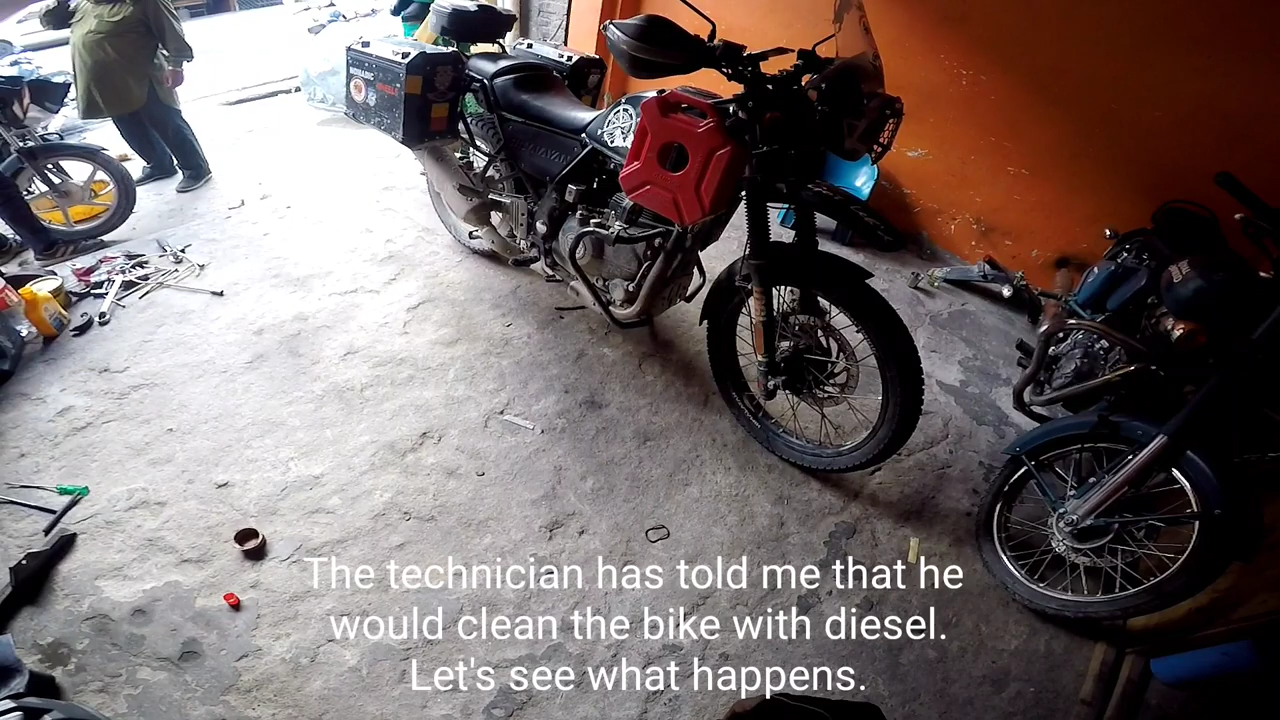 The technician has told me that he
would clean the bike with diesel.
Let's see what happens.